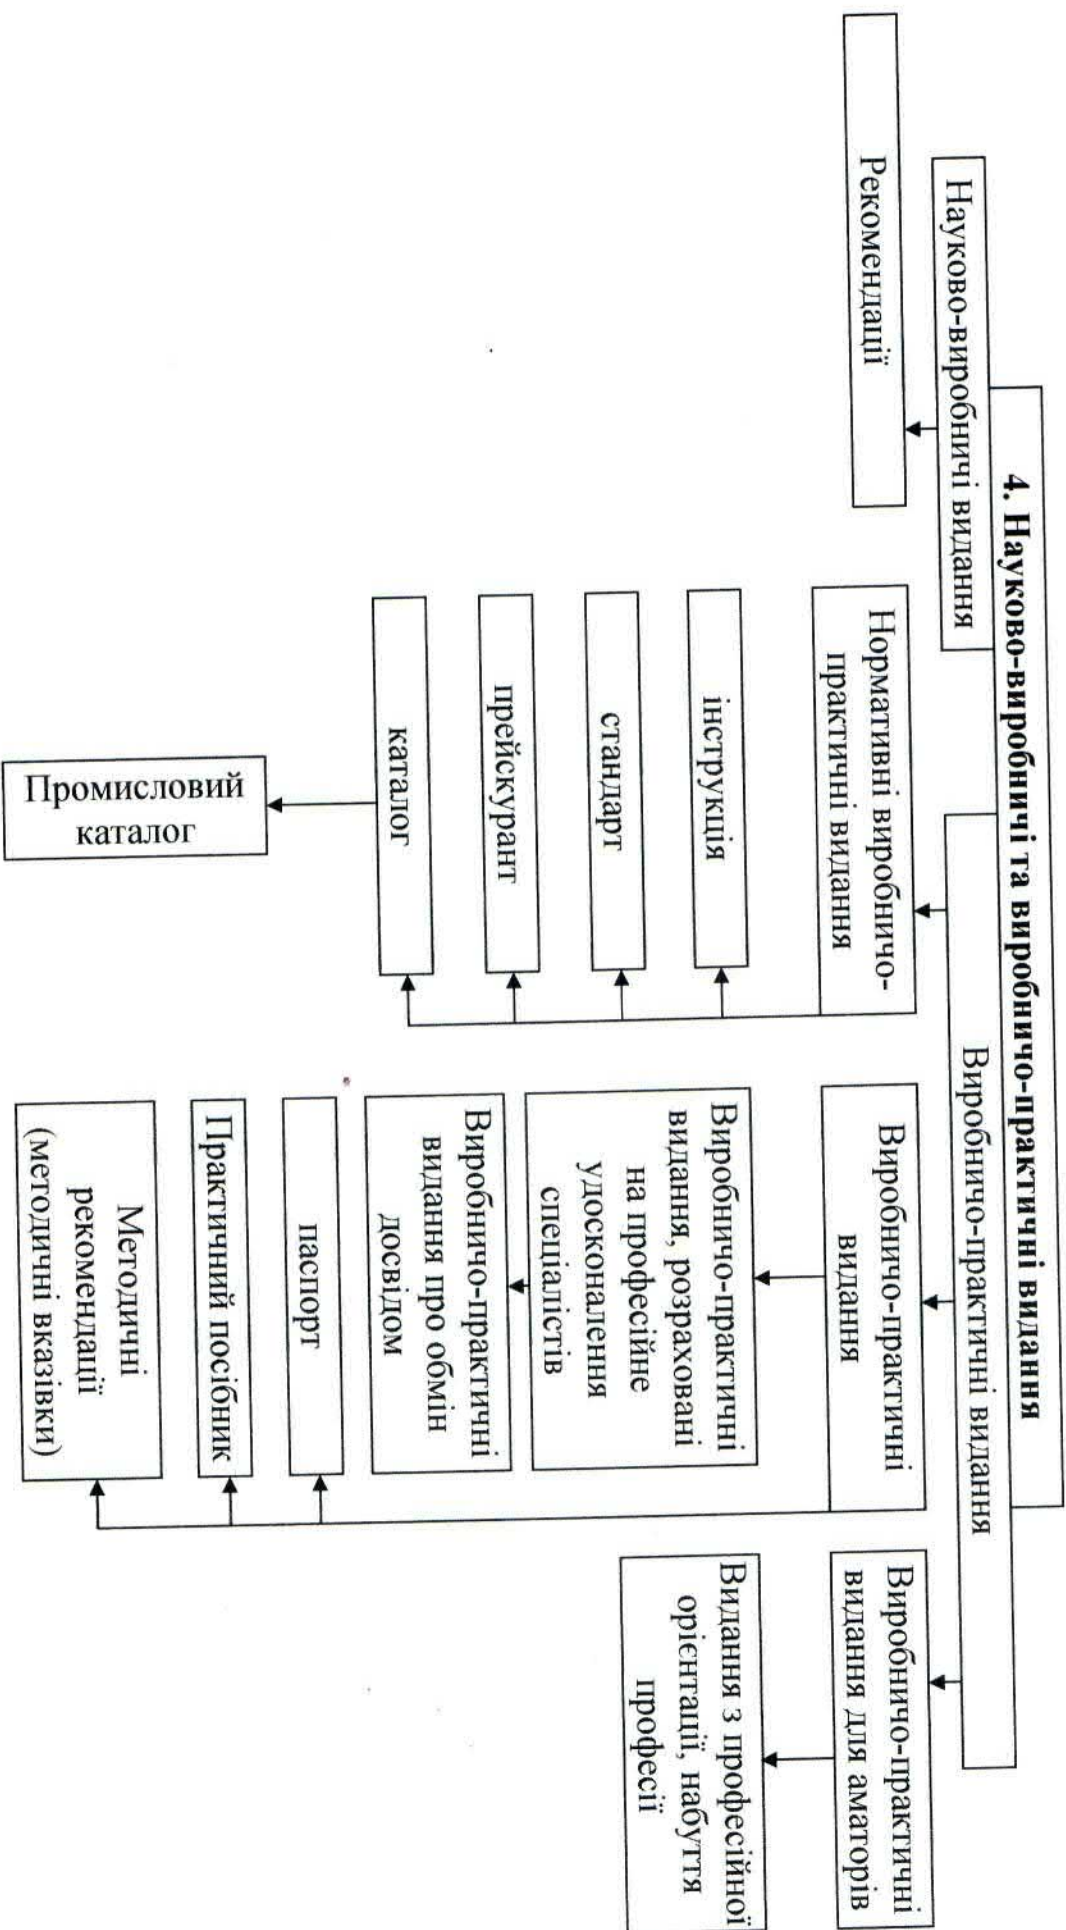 4. Науково-виробничі та виробничо-практичні видання
Науково-виробничі видання
Рекомендації
Виробничо-практичні видання
Нормативні виробничо-
практичні видання
інструкція
стандарт
прейскурант
каталог
Промисловий
каталог
Виробничо-практичні
видання
Виробничо-практичні
видання, розраховані
на професійне
удосконалення
спеціалістів
Виробничо-практичні
видання про обмін
досвідом
паспорт
Практичний посібник
Методичні
рекомендації
(методичні вказівки)
Виробничо-практичні
видання для аматорів
Видання з професійної
орієнтації, набуття
професії